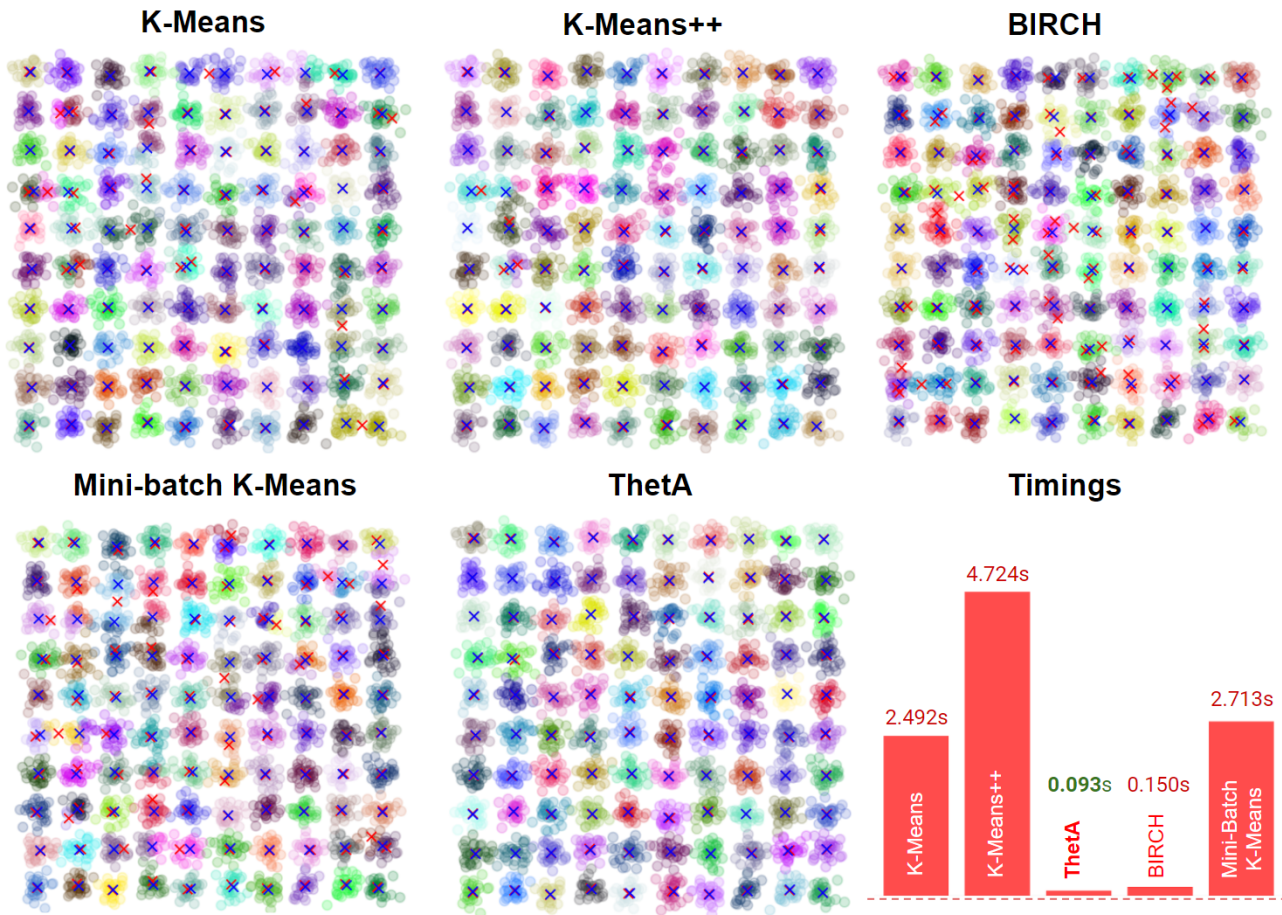 K-Means
K-Means++
BIRCH
Mini-batch K-Means
ThetA
Timings
2.492s
4.724s
0.093s
0.150s
2.713s
K-Means
K-Means++
ThetA
BIRCH
Mini-Batch
K-Means